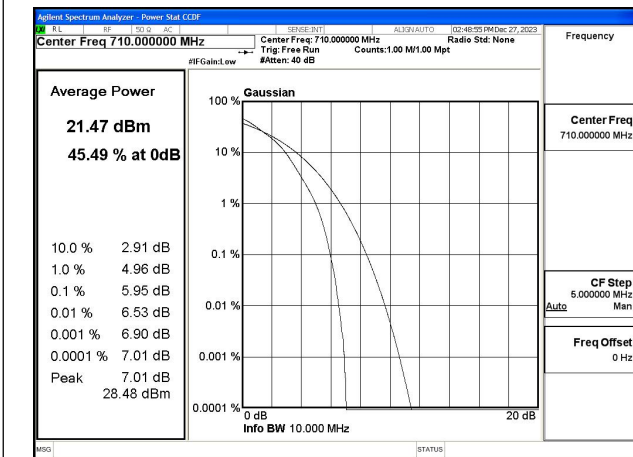 Agilent Spectrum Analyzer - Power Stat CCDF
RL RF 50 Ω AC SENSE:INT ALIGN AUTO 02:48:55 PM Dec 27, 2023
Center Freq 710.000000 MHz
Center Freq: 710.000000 MHz Radio Std: None
Trig: Free Run Counts:1.00 M/1.00 Mpt
#IFGain:Low #Atten: 40 dB
Frequency
Average Power
21.47 dBm
45.49 % at 0dB
10.0 % 2.91 dB
1.0 % 4.96 dB
0.1 % 5.95 dB
0.01 % 6.53 dB
0.001 % 6.90 dB
0.0001 % 7.01 dB
Peak 7.01 dB
28.48 dBm
Gaussian
100 %
10 %
1 %
0.1 %
0.01 %
0.001 %
0.0001 %
0 dB 20 dB
Info BW 10.000 MHz
Center Freq
710.000000 MHz
CF Step
5.000000 MHz
Auto Man
Freq Offset
0 Hz
MSG STATUS